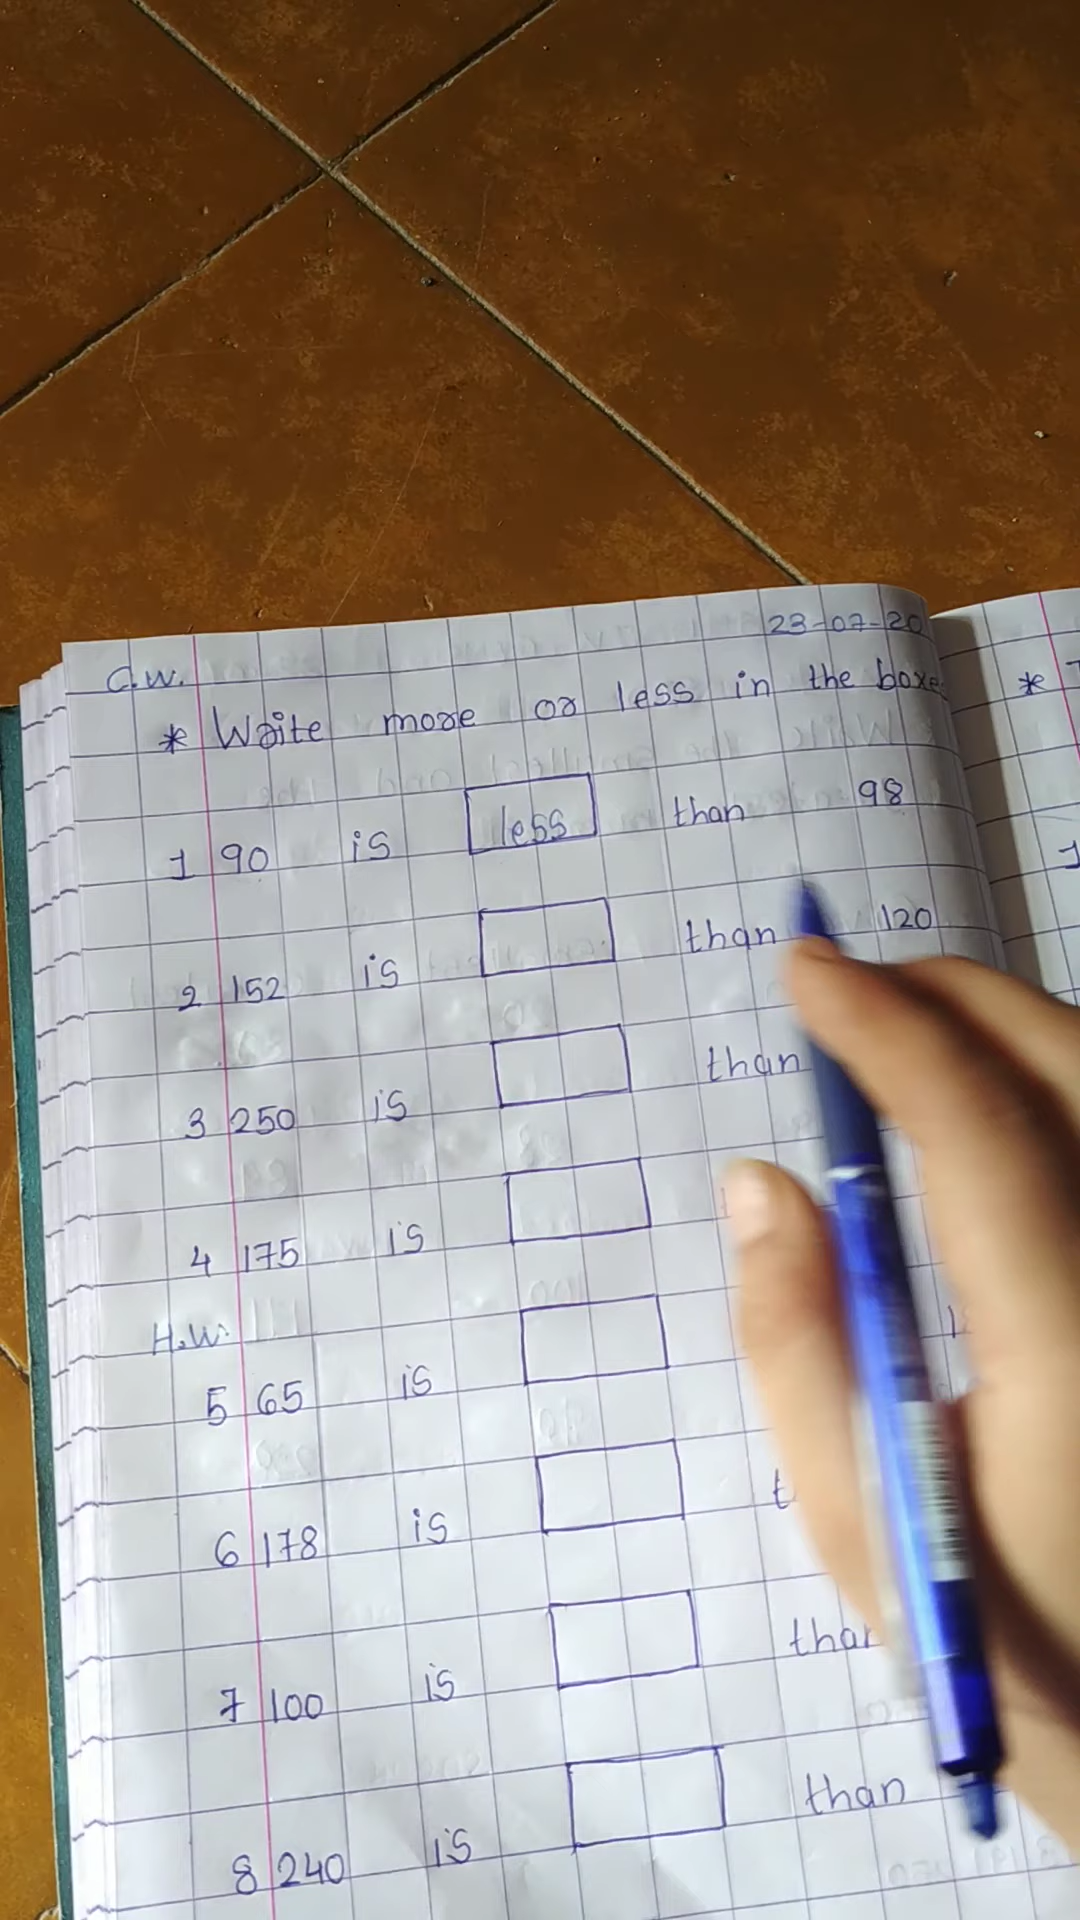 23-07-20
C.W.
* Write more or less in the boxe
1 90 is less than 98
2 152 is than 120
3 250 is than
4 175 is
H.W.
5 65 is
6 178 is
7 100 is
8 240 is than
*
1